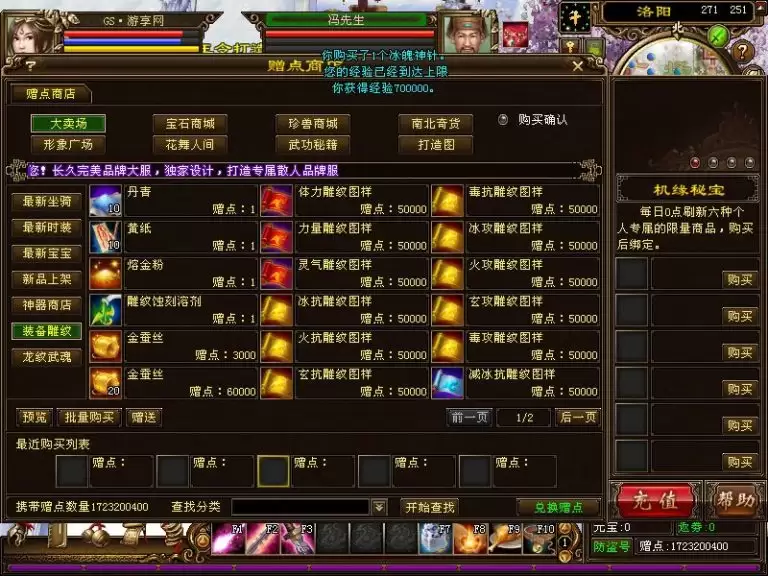 GS·游享网
冯先生
洛阳 271 251
北
你购买了1个冰魄神针。
您的经验已经到达上限
你获得经验700000。
赠点商店
赠点商店
大卖场 宝石商城 珍兽商城 南北奇货 购买确认
形象广场 花舞人间 武功秘籍 打造图
您! 长久完美品牌大服，独家设计，打造专属散人品牌服
机缘秘宝
每日0点刷新六种个
人专属的限量商品，购买
后绑定。
最新坐骑
最新时装
最新宝宝
新品上架
神器商店
装备雕纹
龙纹武魂
丹青 体力雕纹图样 毒抗雕纹图样
10 赠点：1 赠点：50000 赠点：50000
黄纸 力量雕纹图样 冰攻雕纹图样
10 赠点：1 赠点：50000 赠点：50000
熔金粉 灵气雕纹图样 火攻雕纹图样
赠点：1 赠点：50000 赠点：50000
雕纹蚀刻溶剂 冰抗雕纹图样 玄攻雕纹图样
赠点：1 赠点：50000 赠点：50000
金蚕丝 火抗雕纹图样 毒攻雕纹图样
赠点：3000 赠点：50000 赠点：50000
金蚕丝 玄抗雕纹图样 减冰抗雕纹图样
20 赠点：60000 赠点：50000 赠点：50000
购买
购买
购买
购买
购买
购买
预览 批量购买 赠送 前一页 1/2 后一页
最近购买列表
赠点： 赠点： 赠点： 赠点： 赠点：
携带赠点数量1723200400 查找分类 开始查找 兑换赠点
充值 帮助
F1 F2 F3 F7 F8 F9 F10
1
元宝:0
防盗号 赠点:1723200400